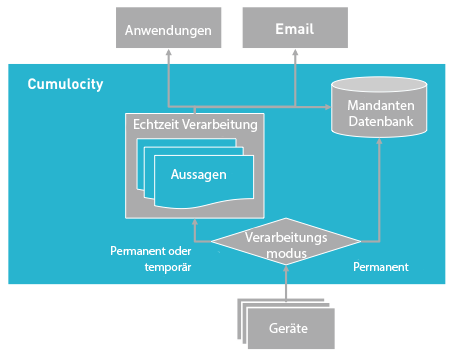 Anwendungen
Email
Cumulocity
Mandanten
Datenbank
Echtzeit Verarbeitung
Aussagen
Verarbeitungs
modus
Permanent oder
temporär
Permanent
Geräte